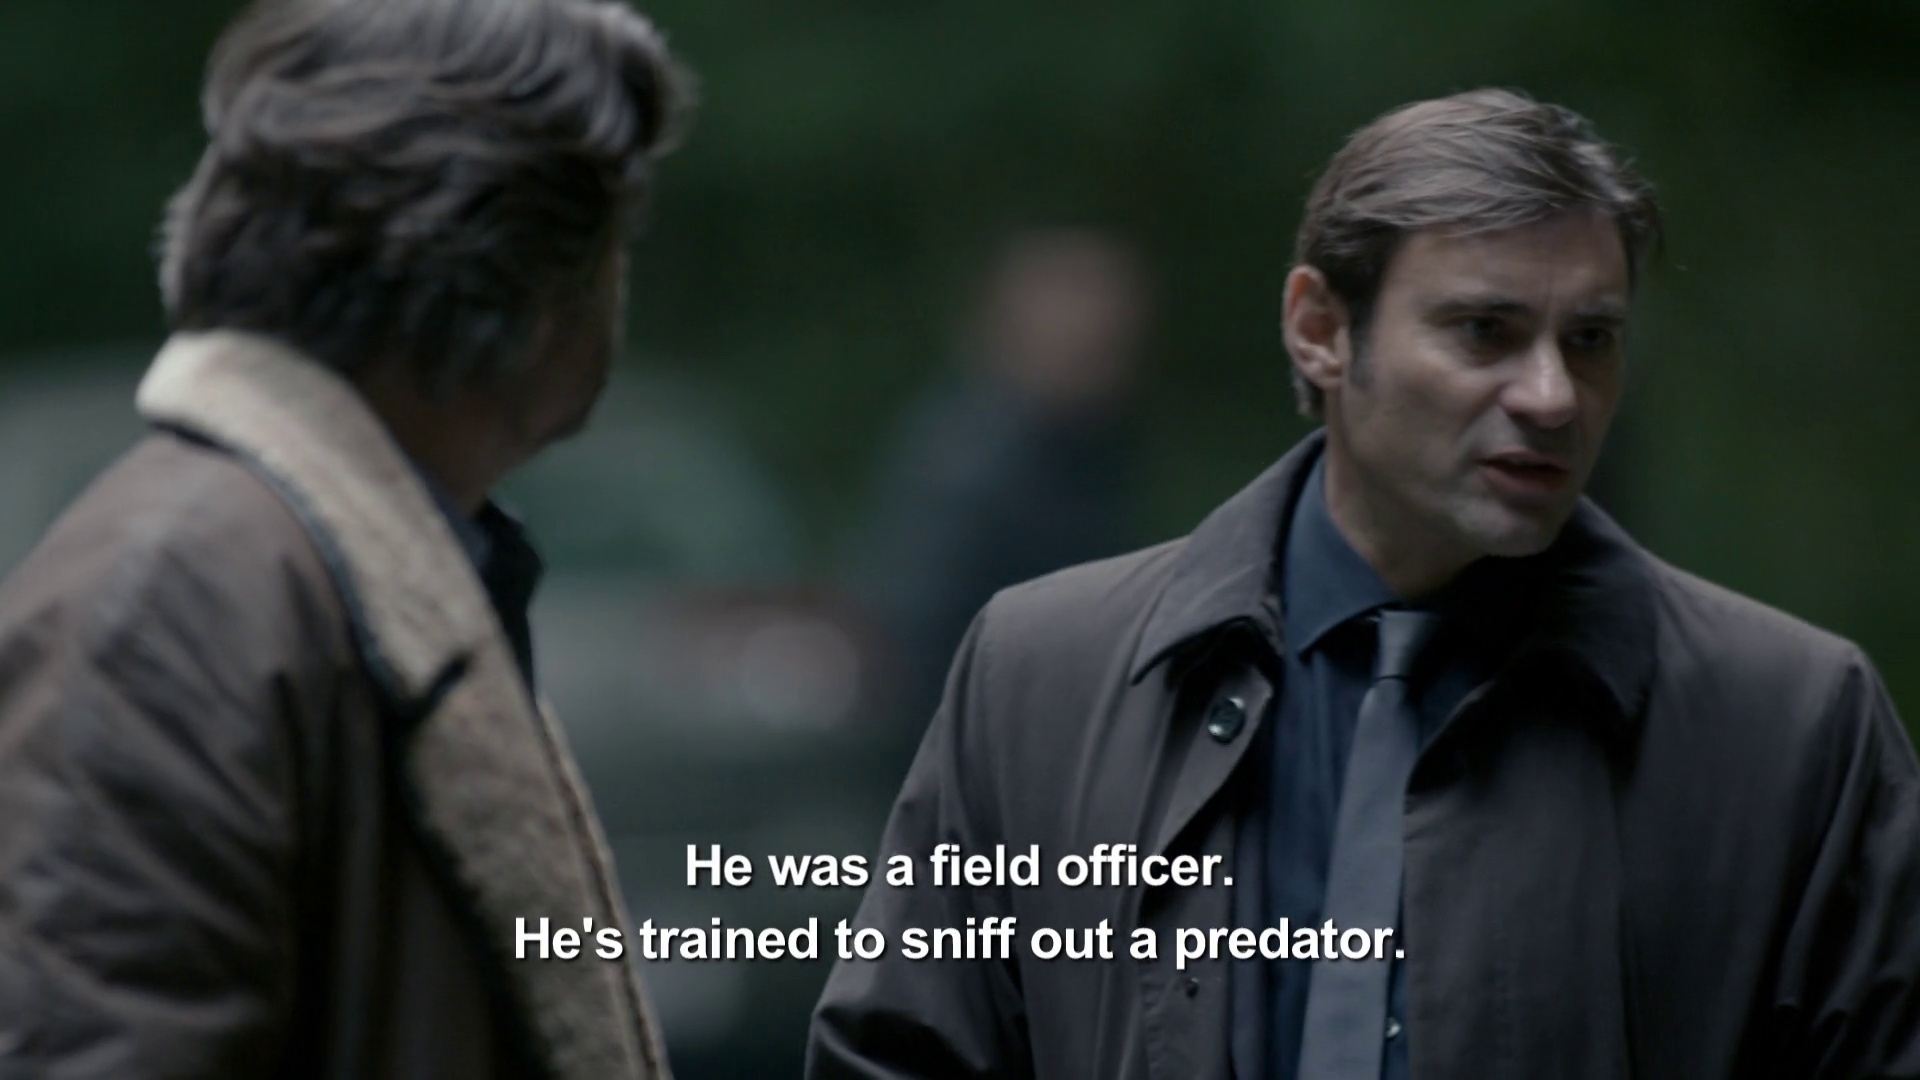 He was a field officer.
He's trained to sniff out a predator.